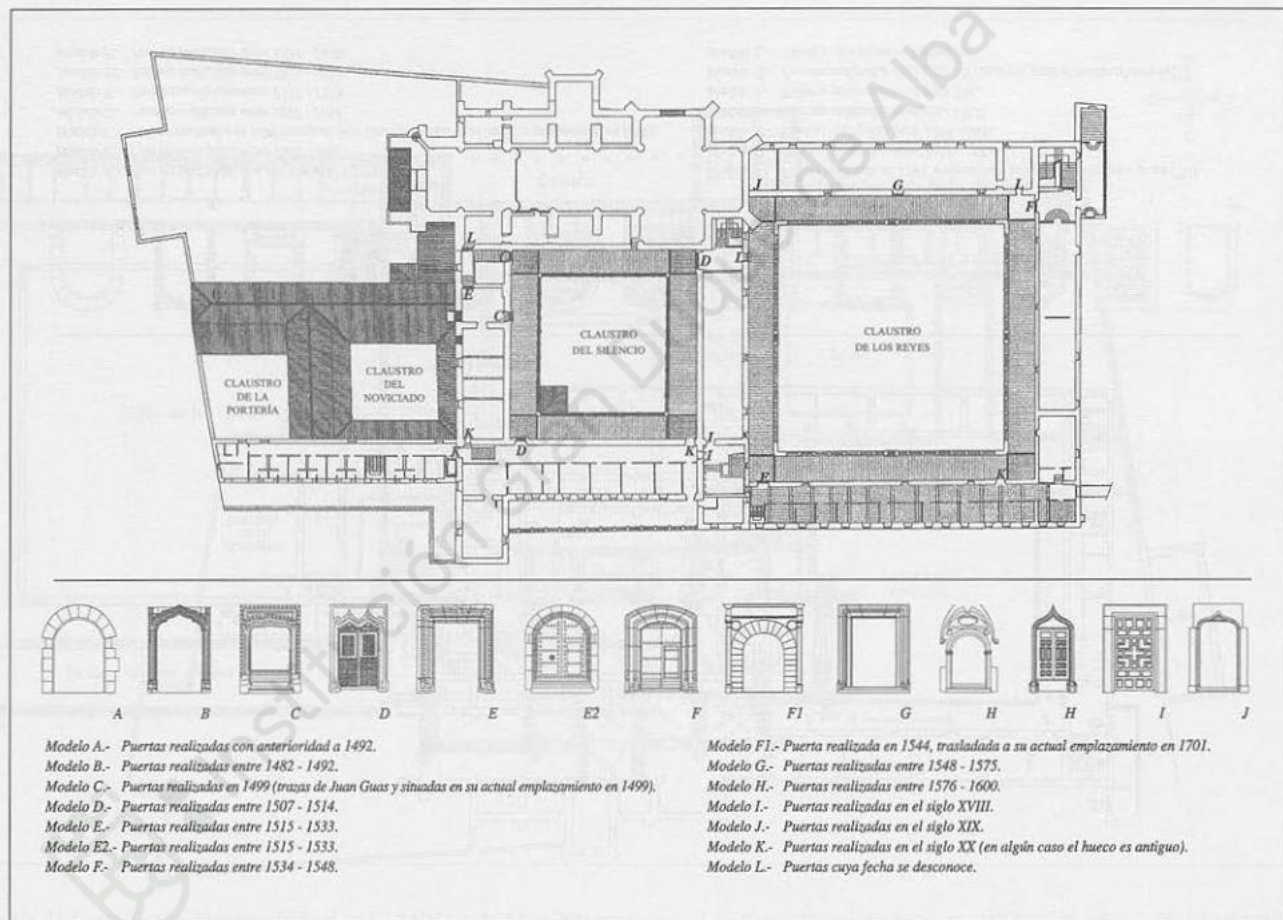 J
G
L
F
L
O
D
L
E
C
CLAUSTRO
DEL SILENCIO
CLAUSTRO
DE LOS REYES
CLAUSTRO
DE LA
PORTERÍA
CLAUSTRO
DEL
NOVICIADO
K
K
D
K
I
I
E
K
A B C D E E2 F F1 G H H I J
Modelo A.- Puertas realizadas con anterioridad a 1492.
Modelo B.- Puertas realizadas entre 1482 - 1492.
Modelo C.- Puertas realizadas en 1499 (trazas de Juan Guas y situadas en su actual emplazamiento en 1499).
Modelo D.- Puertas realizadas entre 1507 - 1514.
Modelo E.- Puertas realizadas entre 1515 - 1533.
Modelo E2.- Puertas realizadas entre 1515 - 1533.
Modelo F.- Puertas realizadas entre 1534 - 1548.
Modelo F1.- Puerta realizada en 1544, trasladada a su actual emplazamiento en 1701.
Modelo G.- Puertas realizadas entre 1548 - 1575.
Modelo H.- Puertas realizadas entre 1576 - 1600.
Modelo I.- Puertas realizadas en el siglo XVIII.
Modelo J.- Puertas realizadas en el siglo XIX.
Modelo K.- Puertas realizadas en el siglo XX (en algún caso el hueco es antiguo).
Modelo L.- Puertas cuya fecha se desconoce.
Institución Gran Duque de Alba